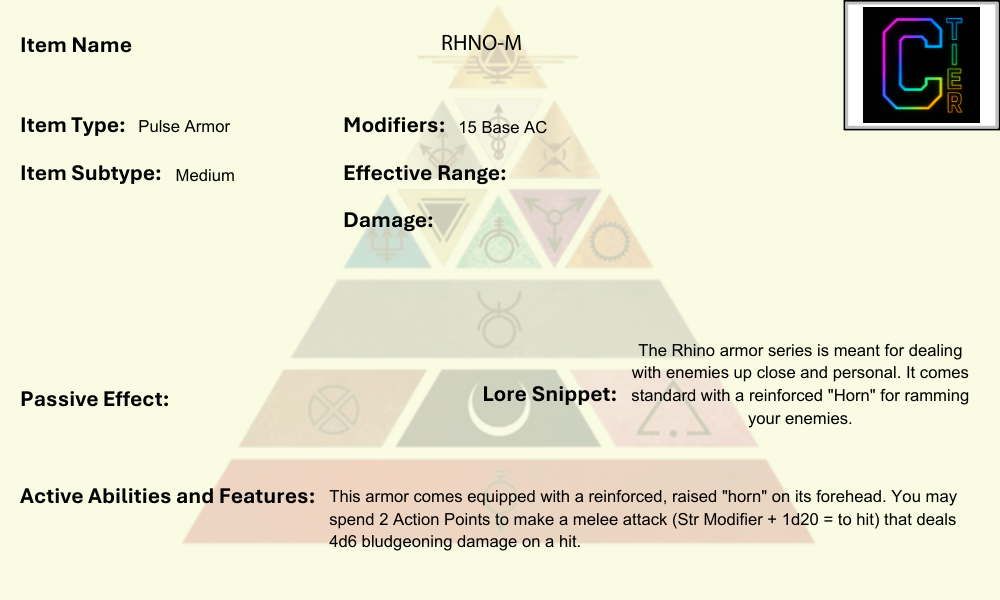 Item Name RHNO-M
C TIER
Item Type: Pulse Armor Modifiers: 15 Base AC
Item Subtype: Medium Effective Range:
Damage:
The Rhino armor series is meant for dealing
with enemies up close and personal. It comes
Passive Effect: Lore Snippet: standard with a reinforced "Horn" for ramming
your enemies.
Active Abilities and Features: This armor comes equipped with a reinforced, raised "horn" on its forehead. You may
spend 2 Action Points to make a melee attack (Str Modifier + 1d20 = to hit) that deals
4d6 bludgeoning damage on a hit.